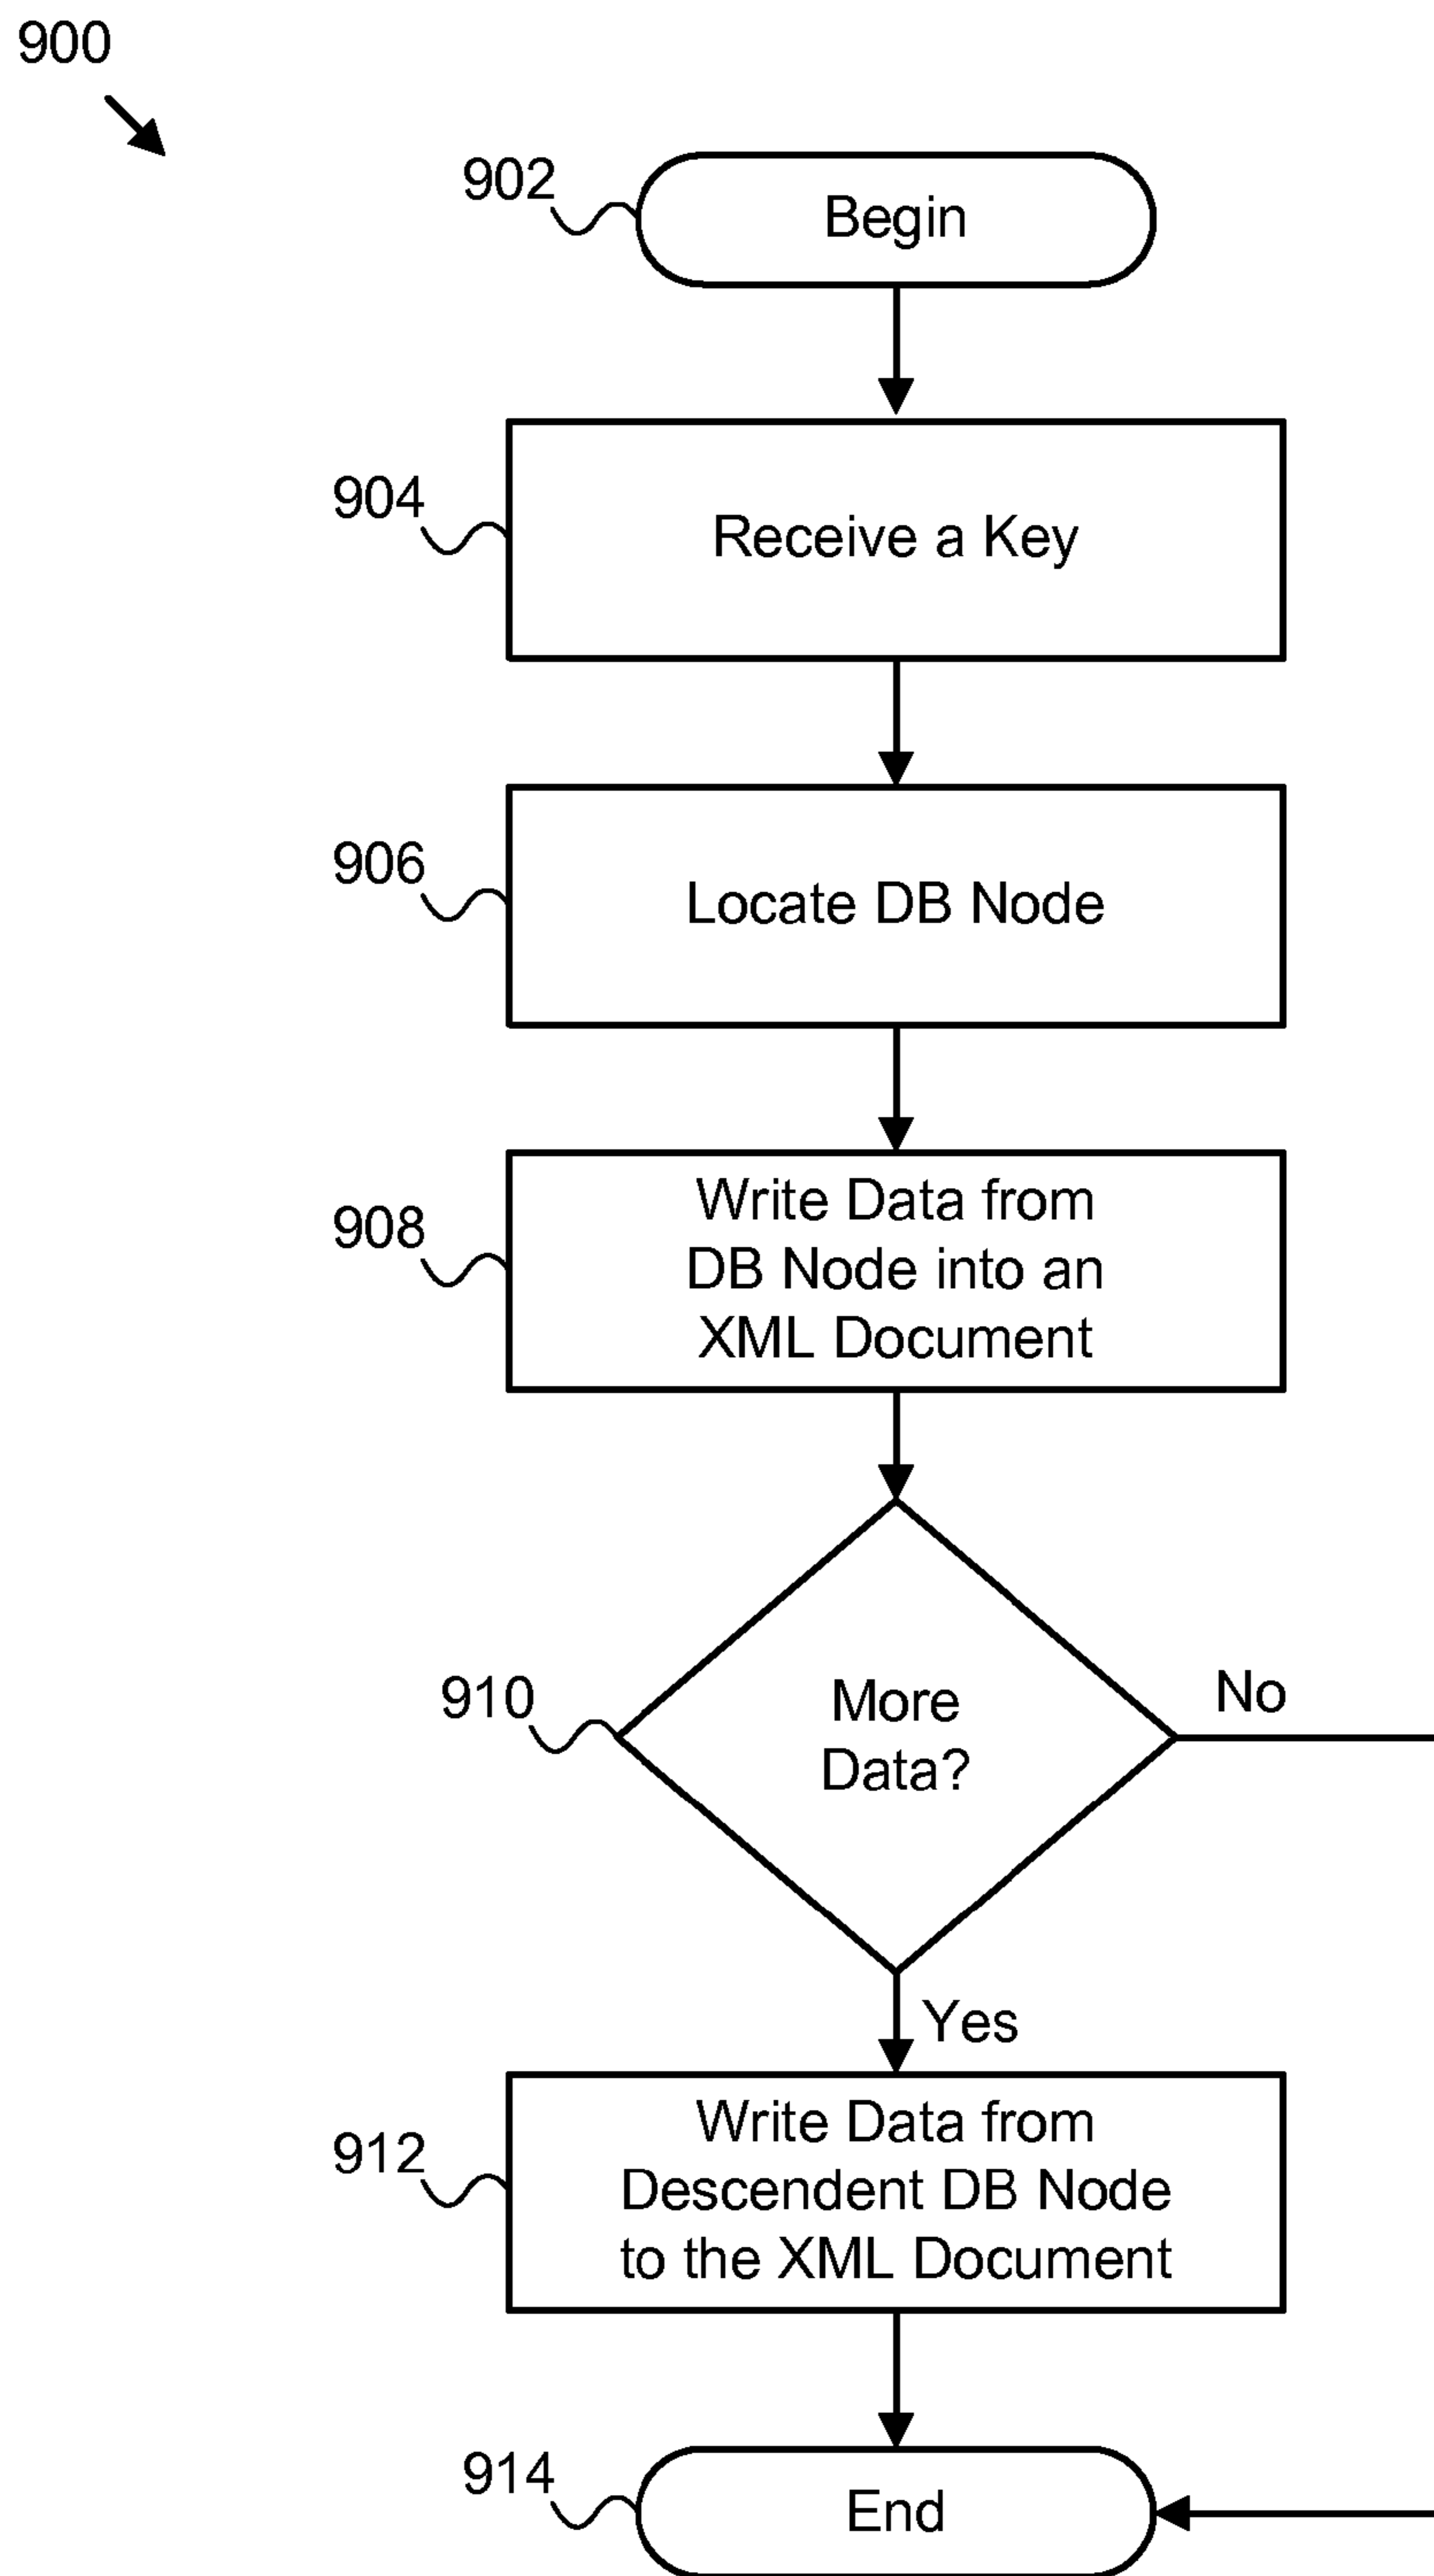 900
902
Begin
904
Receive a Key
906
Locate DB Node
908
Write Data from
DB Node into an
XML Document
910
More
Data?
No
Yes
912
Write Data from
Descendent DB Node
to the XML Document
914
End